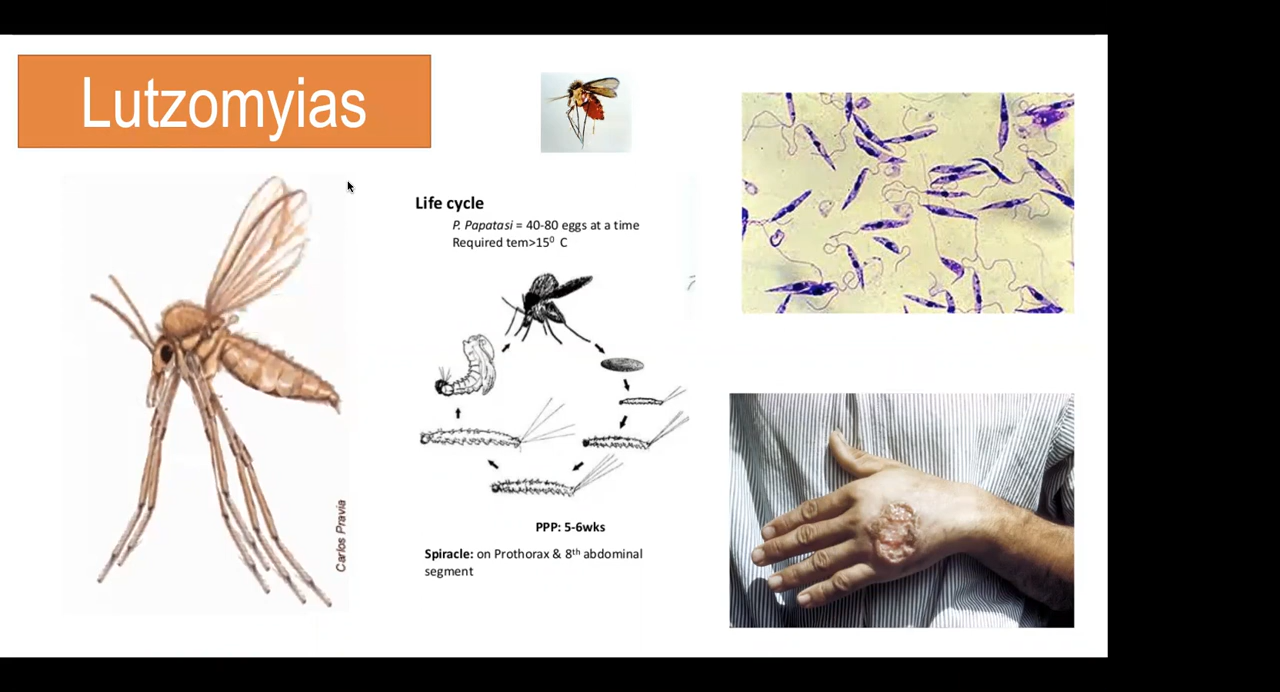 Lutzomyias
Life cycle
P. Papatasi = 40-80 eggs at a time
Required tem>15⁰ C
Carlos Pravia
PPP: 5-6wks
Spiracle: on Prothorax & 8ᵗʰ abdominal
segment